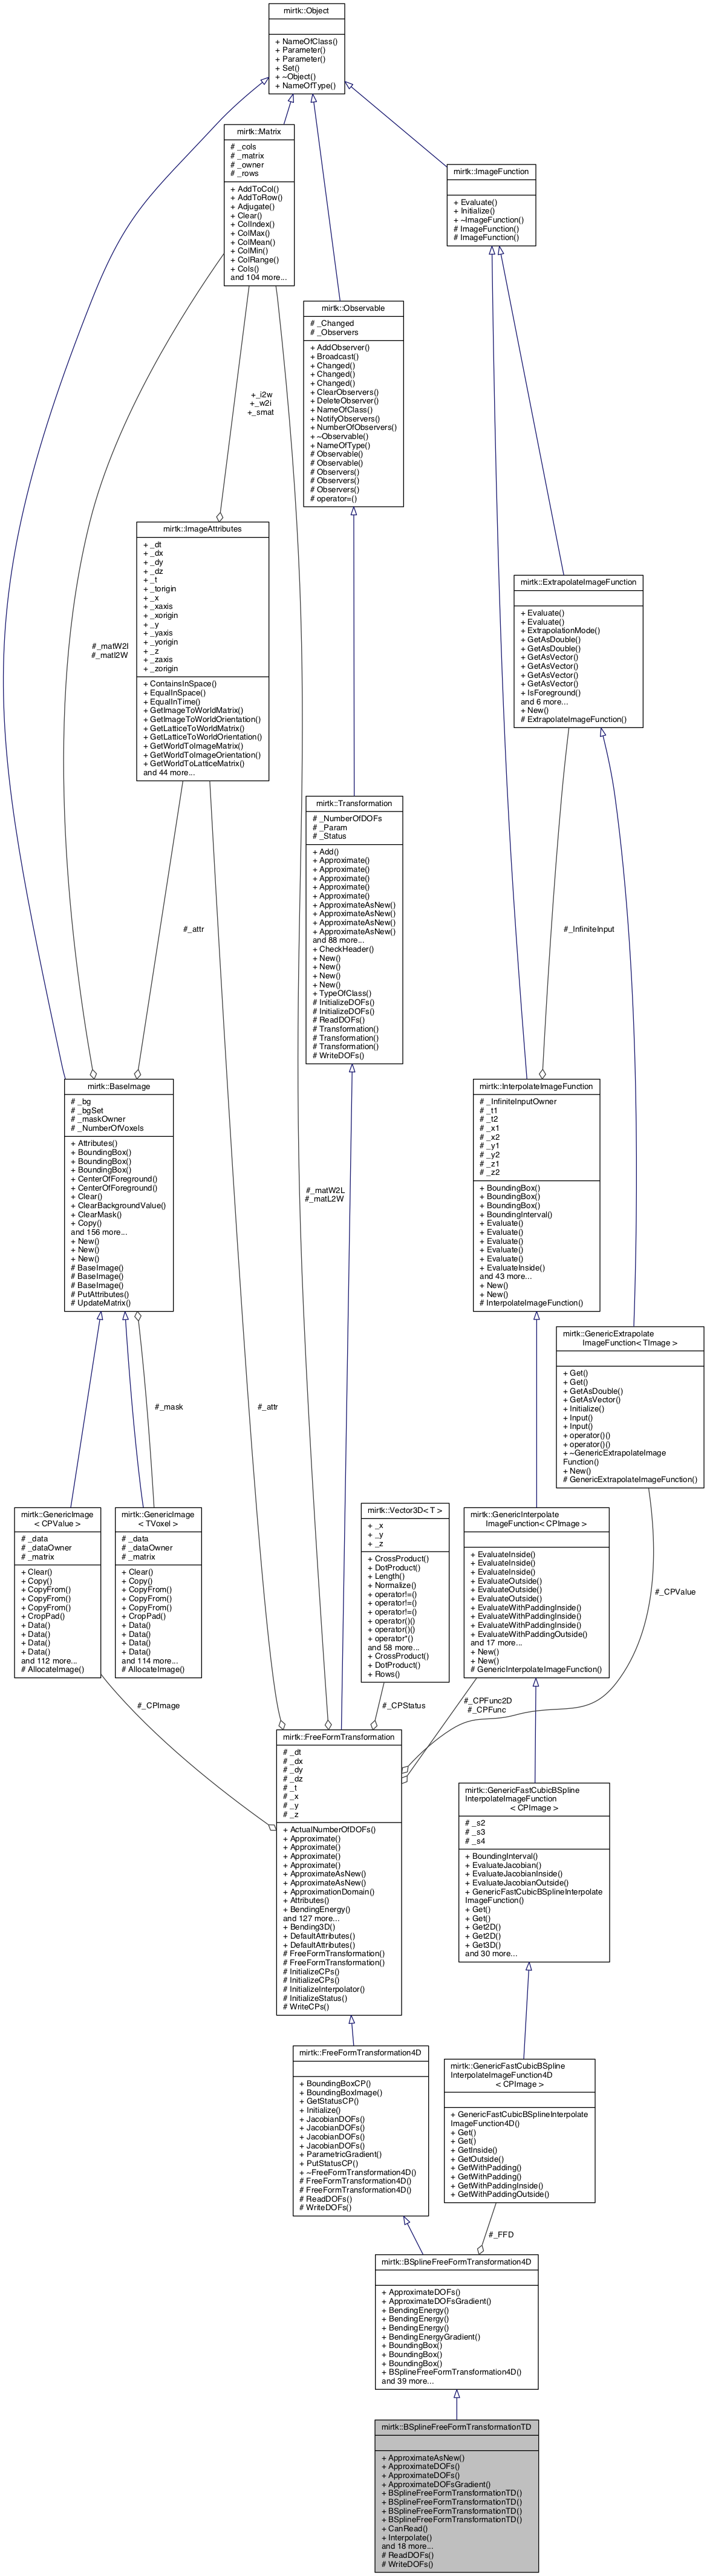 mirtk::Object
+ NameOfClass()
+ Parameter()
+ Parameter()
+ Set()
+ ~Object()
+ NameOfType()
mirtk::Matrix
# _cols
# _matrix
# _owner
# _rows
+ AddToCol()
+ AddToRow()
+ Adjugate()
+ Clear()
+ ColIndex()
+ ColMax()
+ ColMean()
+ ColMin()
+ ColRange()
+ Cols()
and 104 more...
mirtk::ImageFunction
+ Evaluate()
+ Initialize()
+ ~ImageFunction()
# ImageFunction()
# ImageFunction()
mirtk::Observable
# _Changed
# _Observers
+ AddObserver()
+ Broadcast()
+ Changed()
+ Changed()
+ Changed()
+ ClearObservers()
+ DeleteObserver()
+ NameOfClass()
+ NotifyObservers()
+ NumberOfObservers()
+ ~Observable()
+ NameOfType()
# Observable()
# Observable()
# Observers()
# Observers()
# Observers()
# operator=()
+_i2w
+_w2i
+_smat
mirtk::ImageAttributes
+ _dt
+ _dx
+ _dy
+ _dz
+ _t
+ _torigin
+ _x
+ _xaxis
+ _xorigin
+ _y
+ _yaxis
+ _yorigin
+ _z
+ _zaxis
+ _zorigin
+ ContainsInSpace()
+ EqualInSpace()
+ EqualInTime()
+ GetImageToWorldMatrix()
+ GetImageToWorldOrientation()
+ GetLatticeToWorldMatrix()
+ GetLatticeToWorldOrientation()
+ GetWorldToImageMatrix()
+ GetWorldToImageOrientation()
+ GetWorldToLatticeMatrix()
and 44 more...
#_matW2I
#_matI2W
mirtk::ExtrapolateImageFunction
+ Evaluate()
+ Evaluate()
+ ExtrapolationMode()
+ GetAsDouble()
+ GetAsDouble()
+ GetAsVector()
+ GetAsVector()
+ GetAsVector()
+ GetAsVector()
+ IsForeground()
and 6 more...
+ New()
# ExtrapolateImageFunction()
mirtk::Transformation
# _NumberOfDOFs
# _Param
# _Status
+ Add()
+ Approximate()
+ Approximate()
+ Approximate()
+ Approximate()
+ Approximate()
+ ApproximateAsNew()
+ ApproximateAsNew()
+ ApproximateAsNew()
+ ApproximateAsNew()
and 88 more...
+ CheckHeader()
+ New()
+ New()
+ New()
+ New()
+ TypeOfClass()
# InitializeDOFs()
# InitializeDOFs()
# ReadDOFs()
# Transformation()
# Transformation()
# Transformation()
# WriteDOFs()
#_attr
#_InfiniteInput
mirtk::BaseImage
# _bg
# _bgSet
# _maskOwner
# _NumberOfVoxels
+ Attributes()
+ BoundingBox()
+ BoundingBox()
+ BoundingBox()
+ CenterOfForeground()
+ CenterOfForeground()
+ Clear()
+ ClearBackgroundValue()
+ ClearMask()
+ Copy()
and 156 more...
+ New()
+ New()
+ New()
# BaseImage()
# BaseImage()
# BaseImage()
# PutAttributes()
# UpdateMatrix()
#_matW2L
#_matL2W
mirtk::InterpolateImageFunction
# _InfiniteInputOwner
# _t1
# _t2
# _x1
# _x2
# _y1
# _y2
# _z1
# _z2
+ BoundingBox()
+ BoundingBox()
+ BoundingBox()
+ BoundingInterval()
+ Evaluate()
+ Evaluate()
+ Evaluate()
+ Evaluate()
+ Evaluate()
+ EvaluateInside()
and 43 more...
+ New()
+ New()
# InterpolateImageFunction()
mirtk::GenericExtrapolate
ImageFunction< TImage >
+ Get()
+ Get()
+ GetAsDouble()
+ GetAsVector()
+ Initialize()
+ Input()
+ Input()
+ operator()()
+ operator()()
+ ~GenericExtrapolateImage
Function()
+ New()
# GenericExtrapolateImageFunction()
#_mask
#_attr
mirtk::GenericImage
< CPValue >
# _data
# _dataOwner
# _matrix
+ Clear()
+ Copy()
+ CopyFrom()
+ CopyFrom()
+ CopyFrom()
+ CropPad()
+ Data()
+ Data()
+ Data()
+ Data()
and 112 more...
# AllocateImage()
mirtk::GenericImage
< TVoxel >
# _data
# _dataOwner
# _matrix
+ Clear()
+ Copy()
+ CopyFrom()
+ CopyFrom()
+ CopyFrom()
+ CropPad()
+ Data()
+ Data()
+ Data()
+ Data()
and 114 more...
# AllocateImage()
mirtk::Vector3D< T >
+ _x
+ _y
+ _z
+ CrossProduct()
+ DotProduct()
+ Length()
+ Normalize()
+ operator!=()
+ operator!=()
+ operator!=()
+ operator()()
+ operator()()
+ operator*()
and 58 more...
+ CrossProduct()
+ DotProduct()
+ Rows()
mirtk::GenericInterpolate
ImageFunction< CPImage >
+ EvaluateInside()
+ EvaluateInside()
+ EvaluateInside()
+ EvaluateOutside()
+ EvaluateOutside()
+ EvaluateOutside()
+ EvaluateWithPaddingInside()
+ EvaluateWithPaddingInside()
+ EvaluateWithPaddingInside()
+ EvaluateWithPaddingOutside()
and 17 more...
+ New()
+ New()
# GenericInterpolateImageFunction()
#_CPValue
#_CPImage
#_CPStatus
#_CPFunc2D
#_CPFunc
mirtk::FreeFormTransformation
# _dt
# _dx
# _dy
# _dz
# _t
# _x
# _y
# _z
+ ActualNumberOfDOFs()
+ Approximate()
+ Approximate()
+ Approximate()
+ Approximate()
+ ApproximateAsNew()
+ ApproximateAsNew()
+ ApproximationDomain()
+ Attributes()
+ BendingEnergy()
and 127 more...
+ Bending3D()
+ DefaultAttributes()
+ DefaultAttributes()
# FreeFormTransformation()
# FreeFormTransformation()
# InitializeCPs()
# InitializeCPs()
# InitializeInterpolator()
# InitializeStatus()
# WriteCPs()
mirtk::GenericFastCubicBSpline
InterpolateImageFunction
< CPImage >
# _s2
# _s3
# _s4
+ BoundingInterval()
+ EvaluateJacobian()
+ EvaluateJacobianInside()
+ EvaluateJacobianOutside()
+ GenericFastCubicBSplineInterpolate
ImageFunction()
+ Get()
+ Get()
+ Get2D()
+ Get2D()
+ Get3D()
and 30 more...
mirtk::FreeFormTransformation4D
+ BoundingBoxCP()
+ BoundingBoxImage()
+ GetStatusCP()
+ Initialize()
+ JacobianDOFs()
+ JacobianDOFs()
+ JacobianDOFs()
+ JacobianDOFs()
+ ParametricGradient()
+ PutStatusCP()
+ ~FreeFormTransformation4D()
# FreeFormTransformation4D()
# FreeFormTransformation4D()
# ReadDOFs()
# WriteDOFs()
mirtk::GenericFastCubicBSpline
InterpolateImageFunction4D
< CPImage >
+ GenericFastCubicBSplineInterpolate
ImageFunction4D()
+ Get()
+ Get()
+ GetInside()
+ GetOutside()
+ GetWithPadding()
+ GetWithPadding()
+ GetWithPaddingInside()
+ GetWithPaddingOutside()
#_FFD
mirtk::BSplineFreeFormTransformation4D
+ ApproximateDOFs()
+ ApproximateDOFsGradient()
+ BendingEnergy()
+ BendingEnergy()
+ BendingEnergy()
+ BendingEnergyGradient()
+ BoundingBox()
+ BoundingBox()
+ BoundingBox()
+ BSplineFreeFormTransformation4D()
and 39 more...
mirtk::BSplineFreeFormTransformationTD
+ ApproximateAsNew()
+ ApproximateDOFs()
+ ApproximateDOFs()
+ ApproximateDOFsGradient()
+ BSplineFreeFormTransformationTD()
+ BSplineFreeFormTransformationTD()
+ BSplineFreeFormTransformationTD()
+ BSplineFreeFormTransformationTD()
+ CanRead()
+ Interpolate()
and 18 more...
# ReadDOFs()
# WriteDOFs()